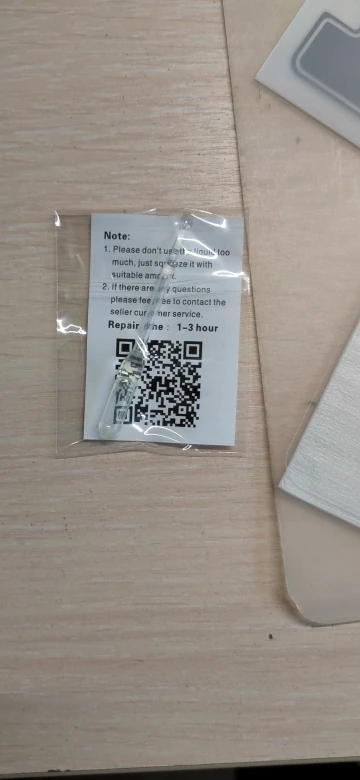 Note:
1. Please don't use the liquid too
much, just squeeze it with
suitable amount.
2. If there are any questions
please feel free to contact the
seller customer service.
Repair time : 1-3 hour